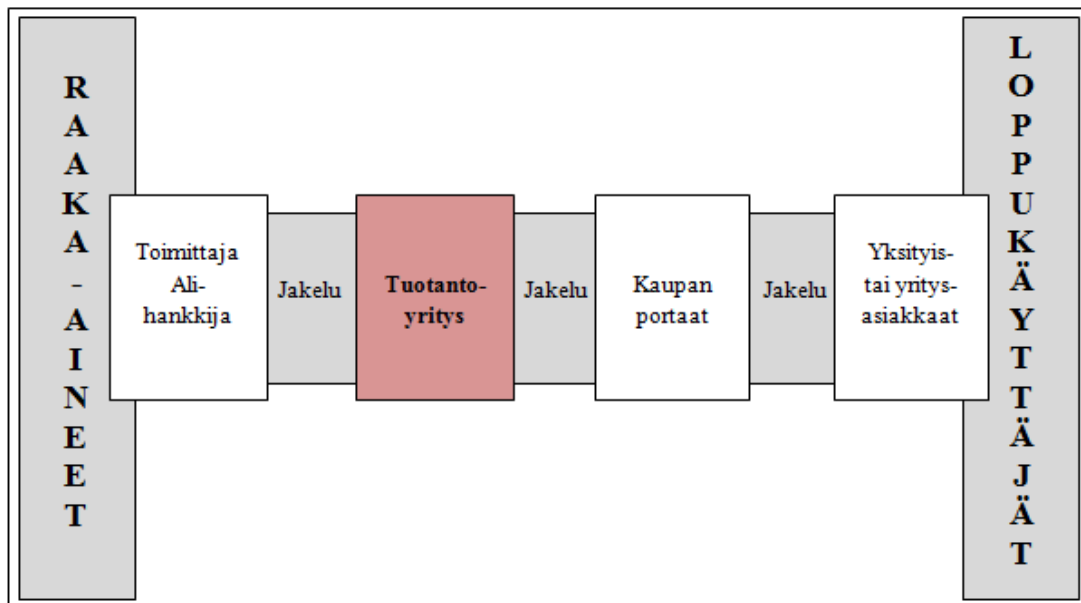 RAAKA-AINEET
Toimittaja
Ali-
hankkija
Jakelu
Tuotanto-
yritys
Jakelu
Kaupan
portaat
Jakelu
Yksityis-
tai yritys-
asiakkaat
LOPPUKÄYTTÄJÄT